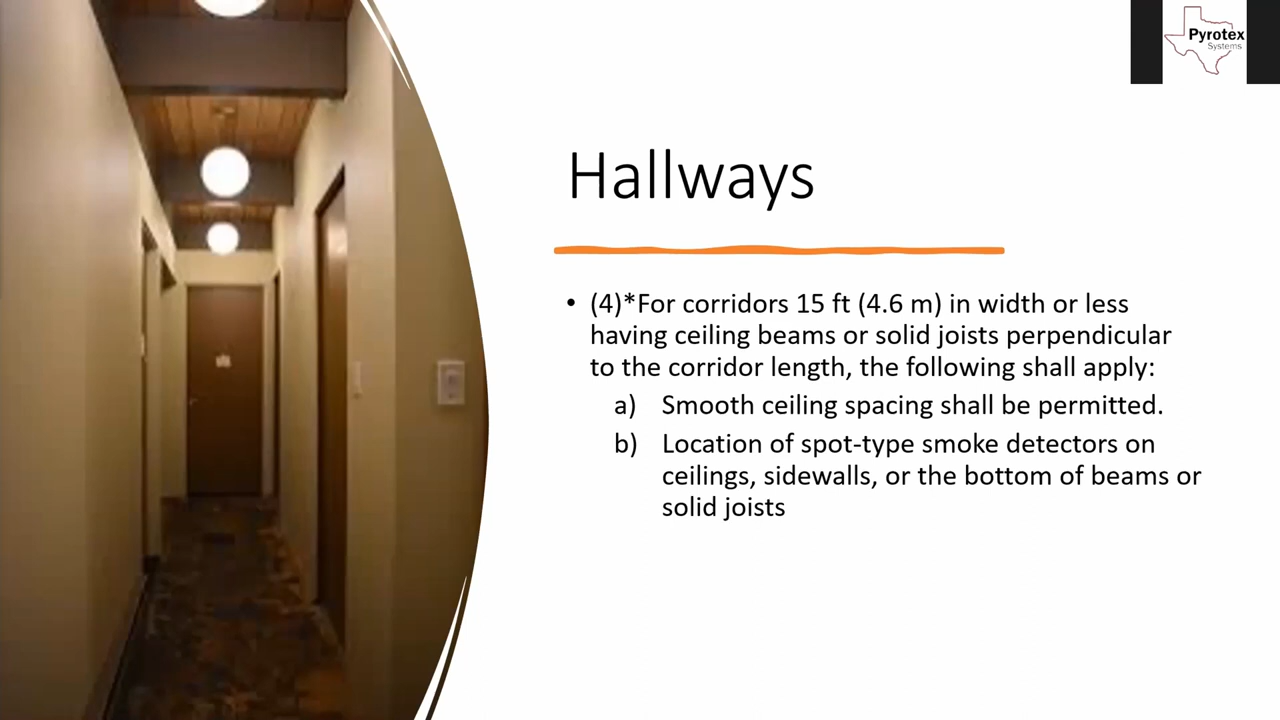 Pyrotex
Systems
Hallways
• (4)*For corridors 15 ft (4.6 m) in width or less
having ceiling beams or solid joists perpendicular
to the corridor length, the following shall apply:
a) Smooth ceiling spacing shall be permitted.
b) Location of spot-type smoke detectors on
ceilings, sidewalls, or the bottom of beams or
solid joists